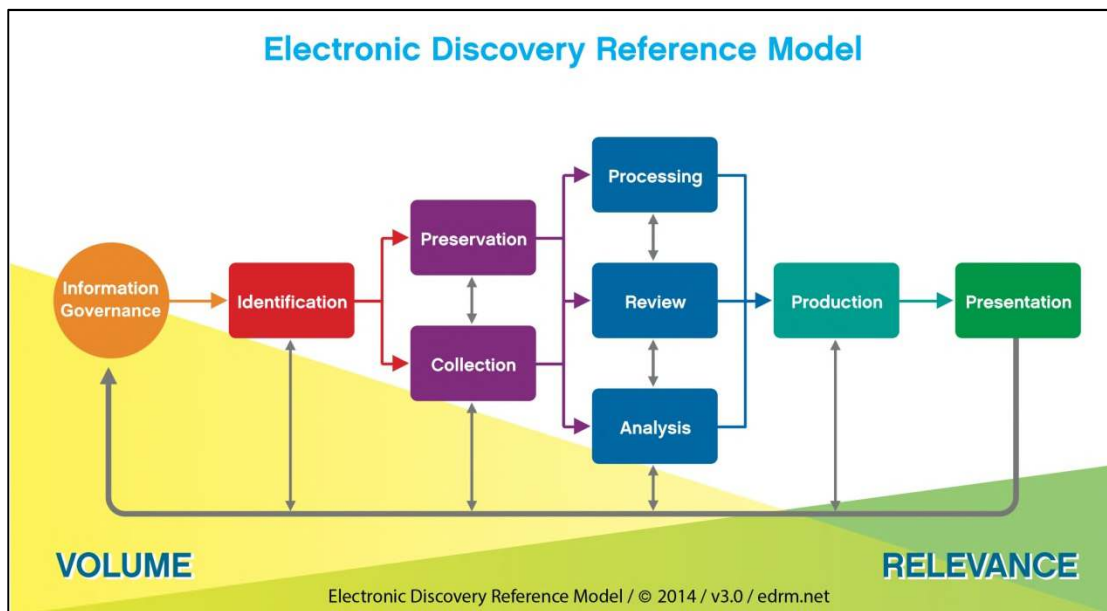 Electronic Discovery Reference Model
Processing
Preservation
Information
Governance
Identification
Review
Production
Presentation
Collection
Analysis
VOLUME
RELEVANCE
Electronic Discovery Reference Model / © 2014 / v3.0 / edrm.net